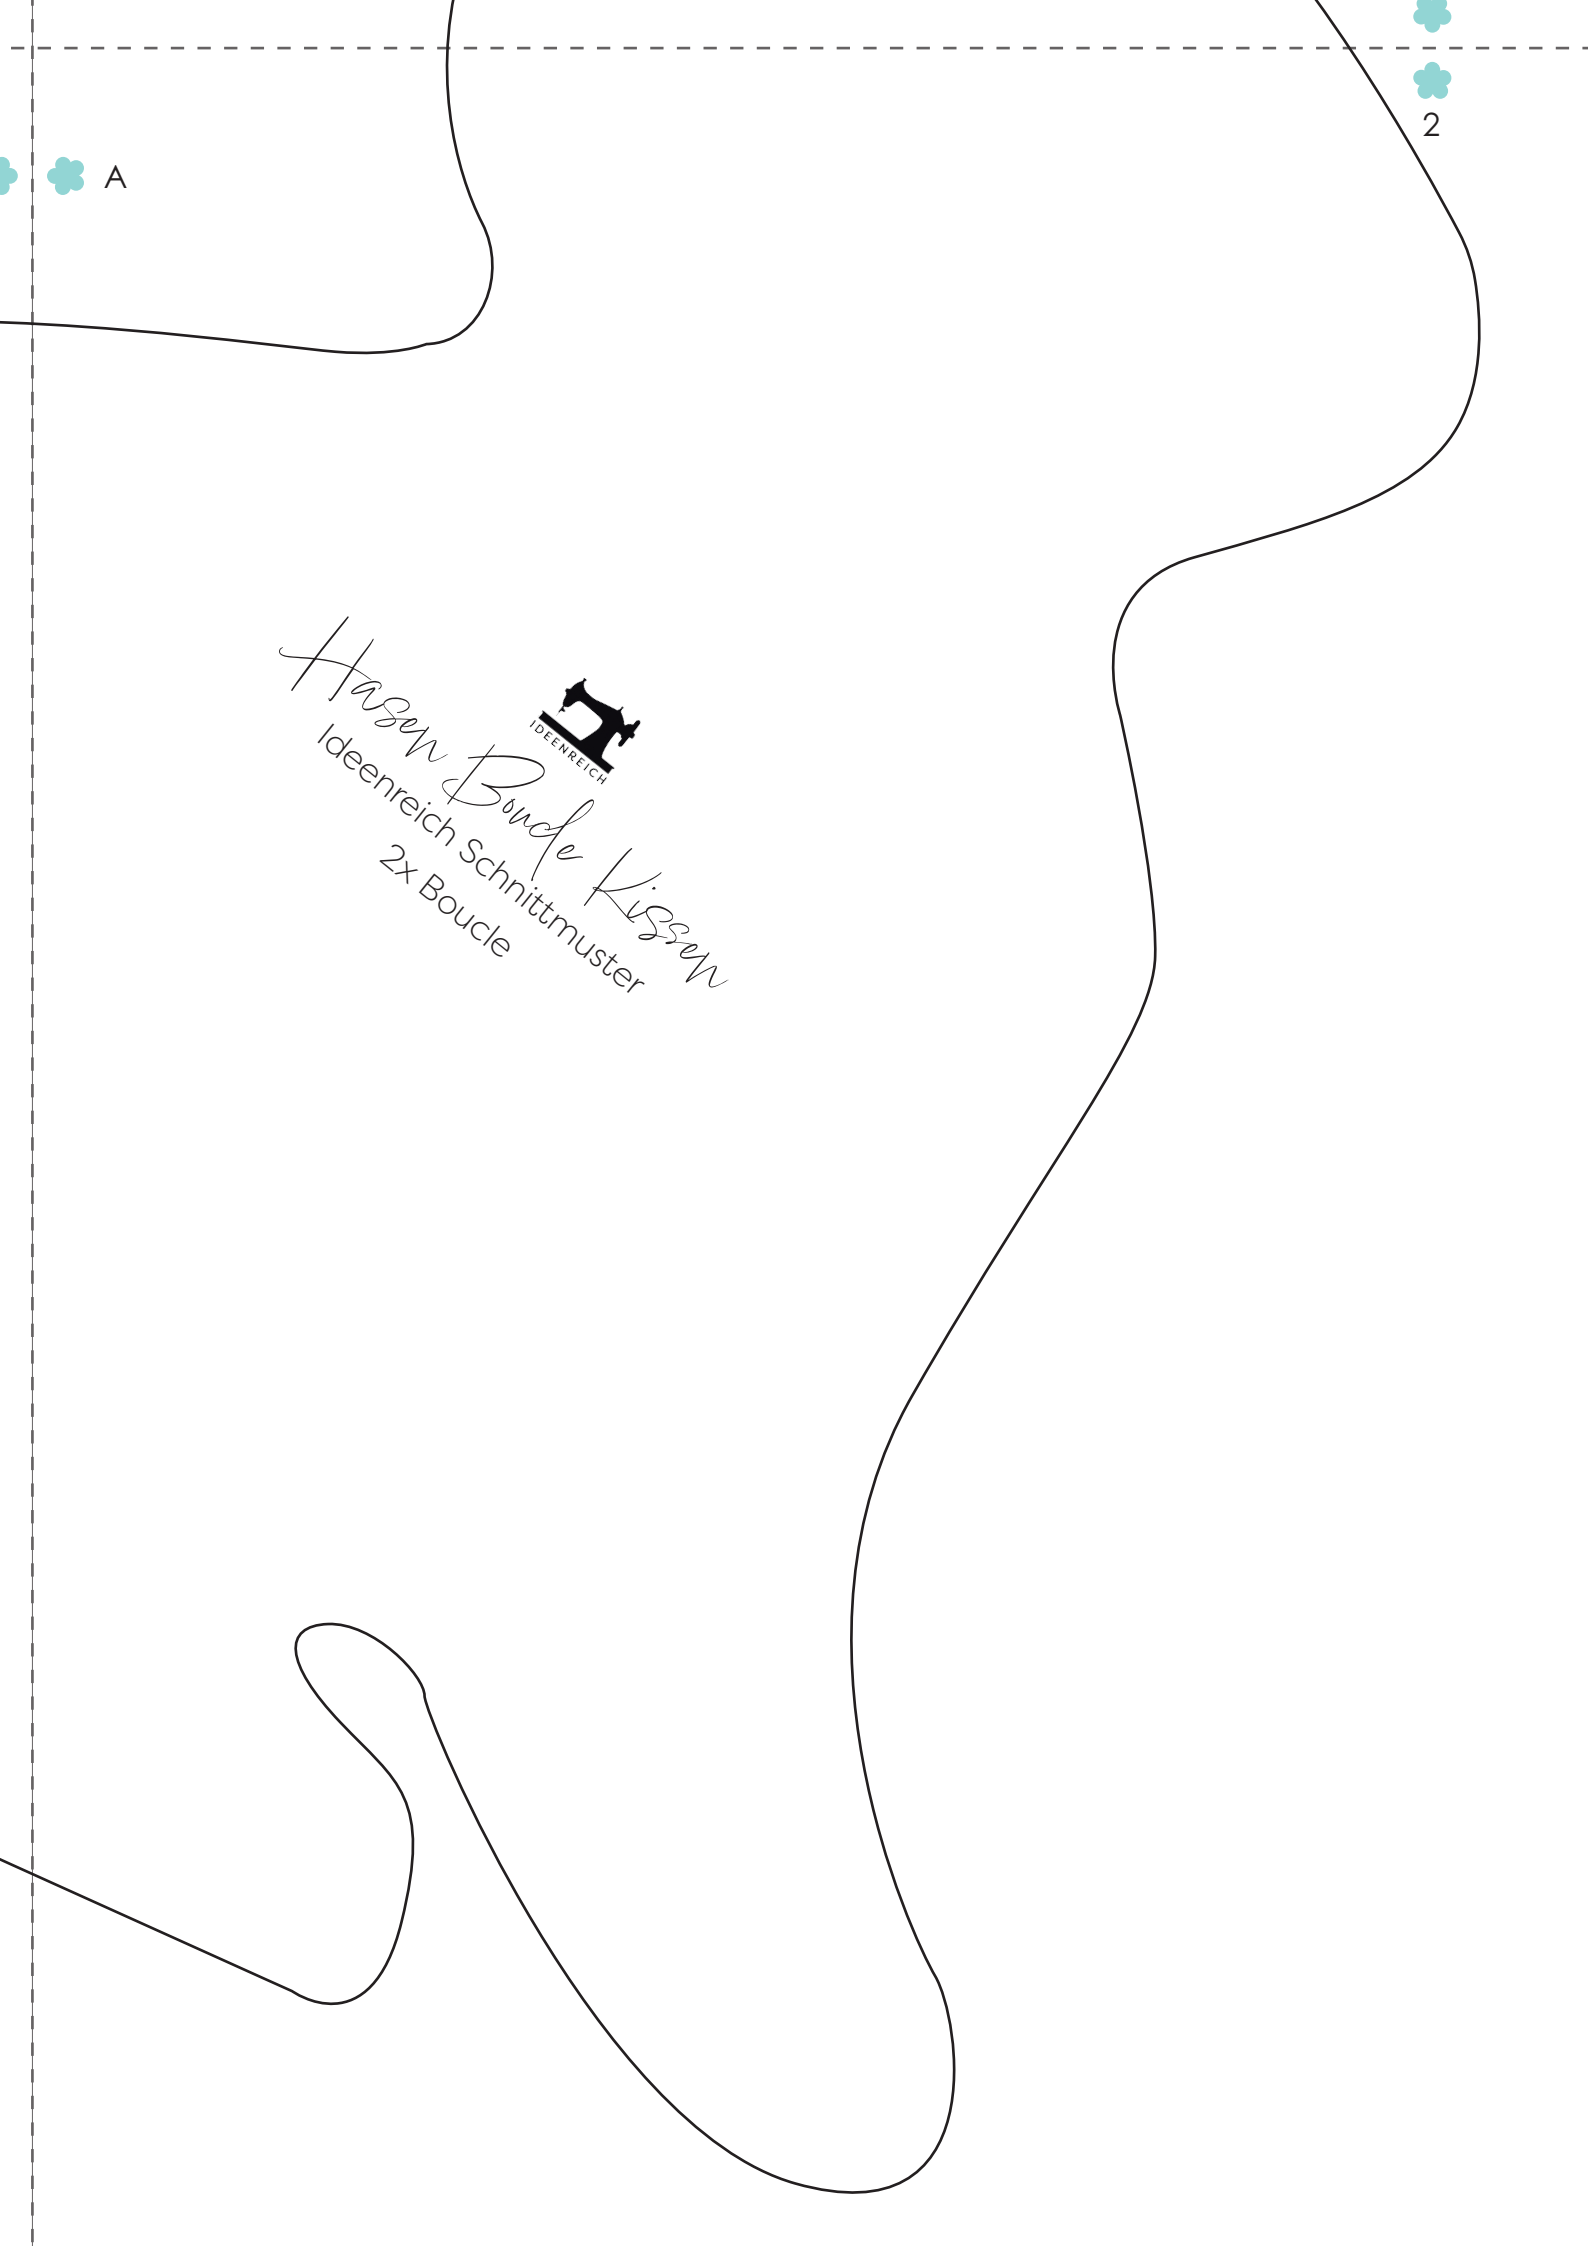 2
A
IDEENREICH
Hasen Boucle Kissen
Ideenreich Schnittmuster
2x Boucle